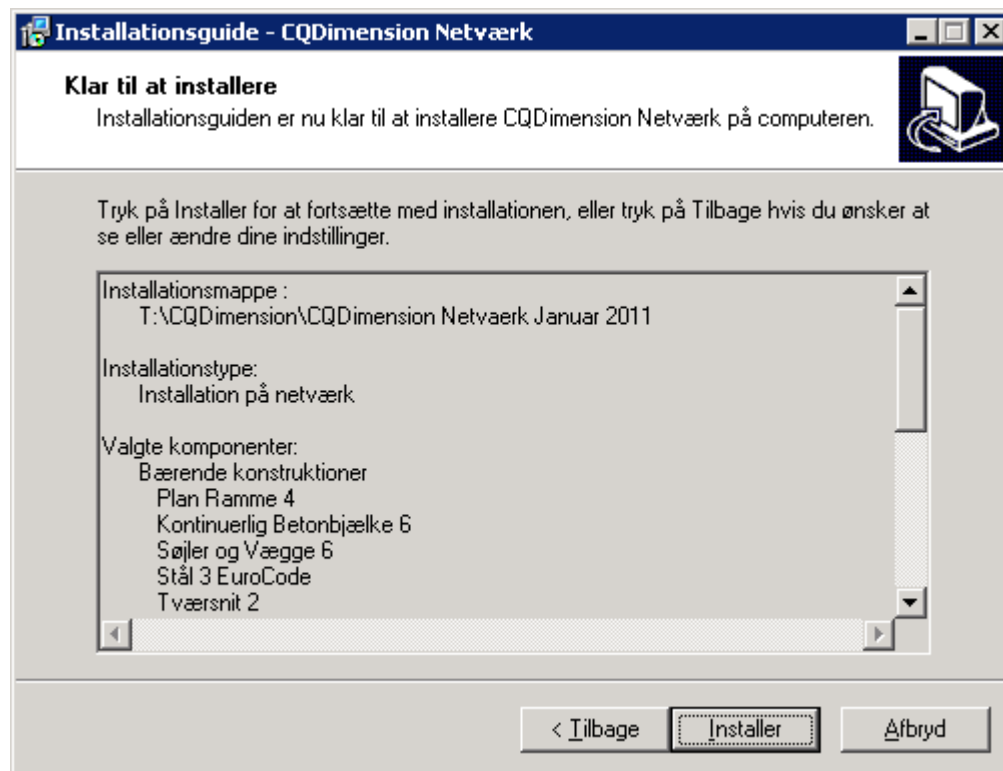 Installationsguide - CQDimension Netværk
Klar til at installere
Installationsguiden er nu klar til at installere CQDimension Netværk på computeren.
Tryk på Installer for at fortsætte med installationen, eller tryk på Tilbage hvis du ønsker at
se eller ændre dine indstillinger.
Installationsmappe :
T:\CQDimension\CQDimension Netvaerk Januar 2011
Installationstype:
Installation på netværk
Valgte komponenter:
Bærende konstruktioner
Plan Ramme 4
Kontinuerlig Betonbjælke 6
Søjler og Vægge 6
Stål 3 EuroCode
Tværsnit 2
< Tilbage
Installer
Afbryd